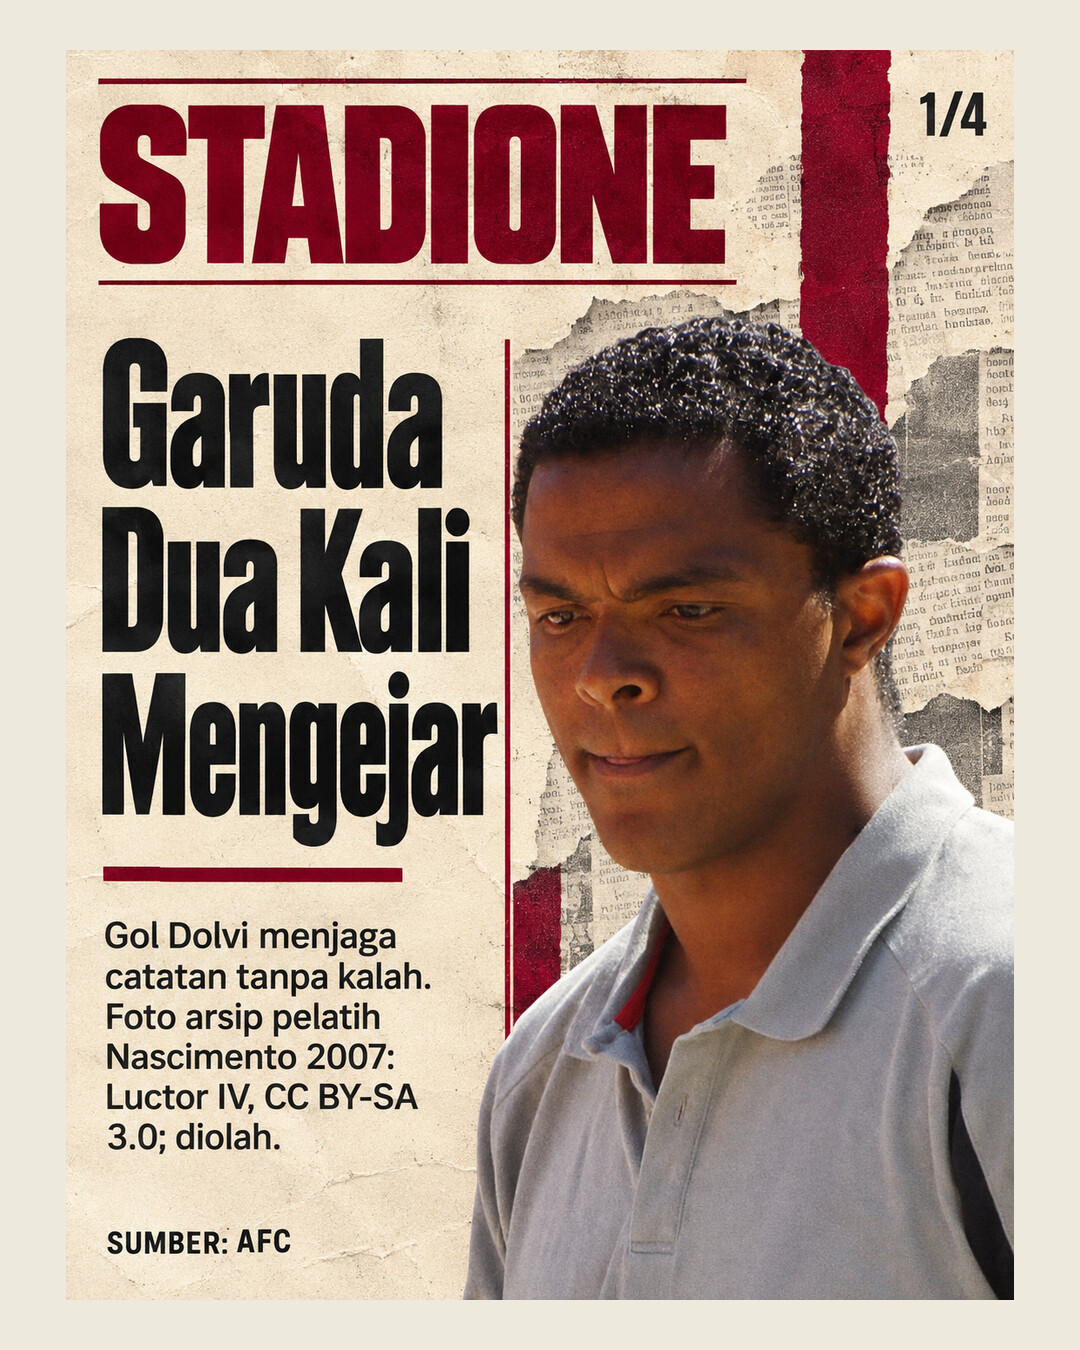 STADIONE
1/4
Garuda
Dua Kali
Mengejar
Gol Dolvi menjaga
catatan tanpa kalah.
Foto arsip pelatih
Nascimento 2007:
Luctor IV, CC BY-SA
3.0; diolah.
SUMBER: AFC